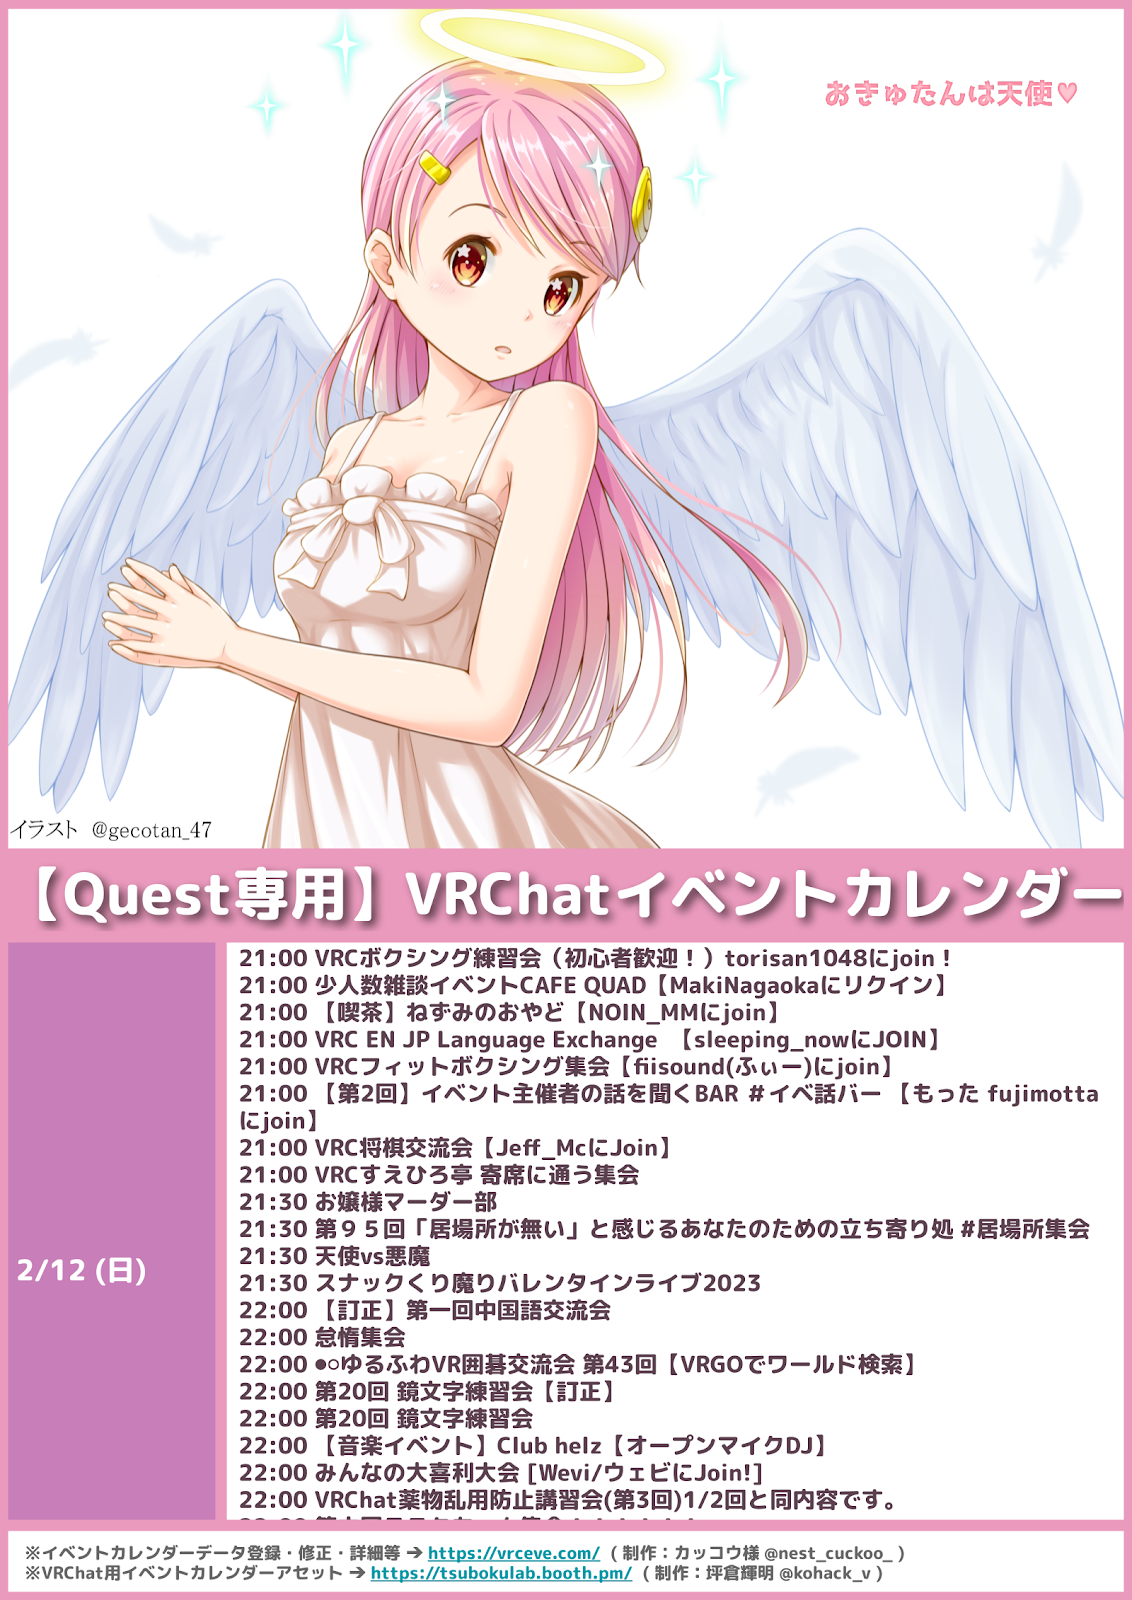 おきゅたんは天使♥
イラスト @gecotan_47
【Quest専用】VRChatイベントカレンダー
2/12 (日)
21:00 VRCボクシング練習会（初心者歓迎！）torisan1048にjoin！
21:00 少人数雑談イベントCAFE QUAD【MakiNagaokaにリクイン】
21:00 【喫茶】ねずみのおやど【NOIN_MMにjoin】
21:00 VRC EN JP Language Exchange 【sleeping_nowにJOIN】
21:00 VRCフィットボクシング集会【fiisound(ふぃー)にjoin】
21:00 【第2回】イベント主催者の話を聞くBAR ＃イベ話バー 【もった fujimotta
にjoin】
21:00 VRC将棋交流会【Jeff_McにJoin】
21:00 VRCすえひろ亭 寄席に通う集会
21:30 お嬢様マーダー部
21:30 第９５回「居場所が無い」と感じるあなたのための立ち寄り処 #居場所集会
21:30 天使vs悪魔
21:30 スナックくり魔りバレンタインライブ2023
22:00 【訂正】第一回中国語交流会
22:00 怠惰集会
22:00 ●○ゆるふわVR囲碁交流会 第43回【VRGOでワールド検索】
22:00 第20回 鏡文字練習会【訂正】
22:00 第20回 鏡文字練習会
22:00 【音楽イベント】Club helz【オープンマイクDJ】
22:00 みんなの大喜利大会 [Wevi/ウェビにJoin!]
22:00 VRChat薬物乱用防止講習会(第3回)1/2回と同内容です。
※イベントカレンダーデータ登録・修正・詳細等 ➔ https://vrceve.com/ ( 制作：カッコウ様 @nest_cuckoo_ )
※VRChat用イベントカレンダーアセット ➔ https://tsubokulab.booth.pm/ ( 制作：坪倉輝明 @kohack_v )